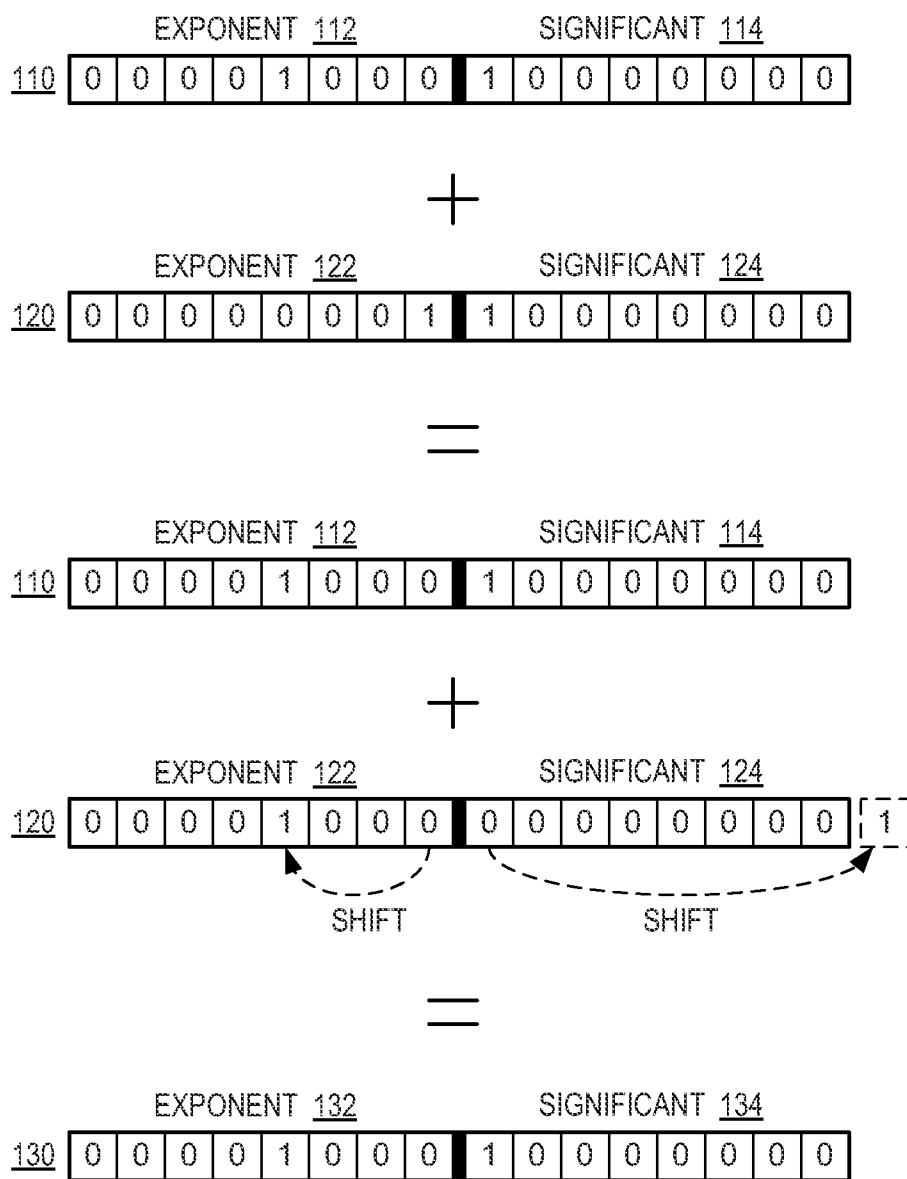 EXPONENT 112 SIGNIFICANT 114
110 0 0 0 0 1 0 0 0 1 0 0 0 0 0 0 0
+
EXPONENT 122 SIGNIFICANT 124
120 0 0 0 0 0 0 0 1 1 0 0 0 0 0 0 0
=
EXPONENT 112 SIGNIFICANT 114
110 0 0 0 0 1 0 0 0 1 0 0 0 0 0 0 0
+
EXPONENT 122 SIGNIFICANT 124
120 0 0 0 0 1 0 0 0 0 0 0 0 0 0 0 0 1
SHIFT SHIFT
=
EXPONENT 132 SIGNIFICANT 134
130 0 0 0 0 1 0 0 0 1 0 0 0 0 0 0 0